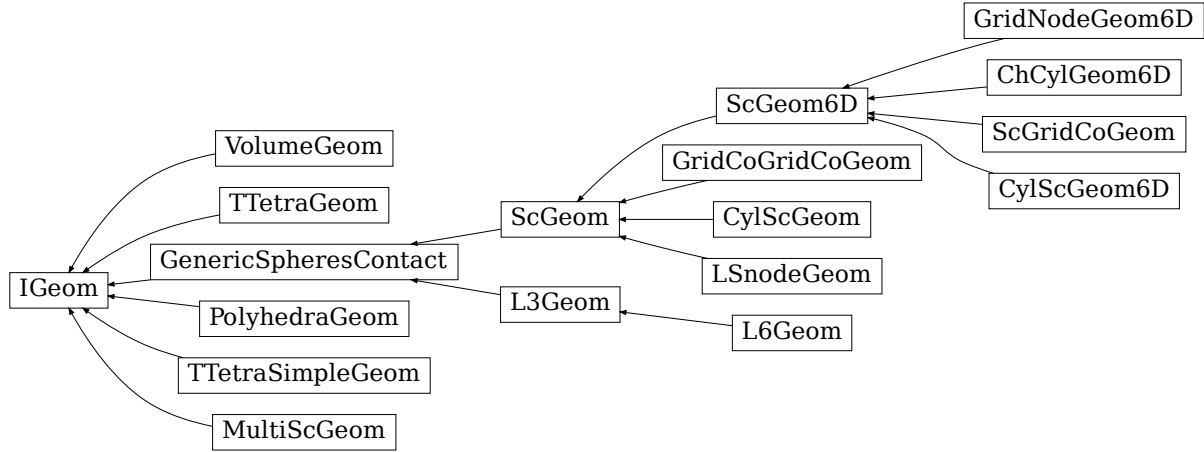 GridNodeGeom6D
ChCylGeom6D
ScGeom6D
ScGridCoGeom
VolumeGeom
GridCoGridCoGeom
CylScGeom6D
TTetraGeom
ScGeom
CylScGeom
GenericSpheresContact
LSnodeGeom
IGeom
L3Geom
PolyhedraGeom
L6Geom
TTetraSimpleGeom
MultiScGeom